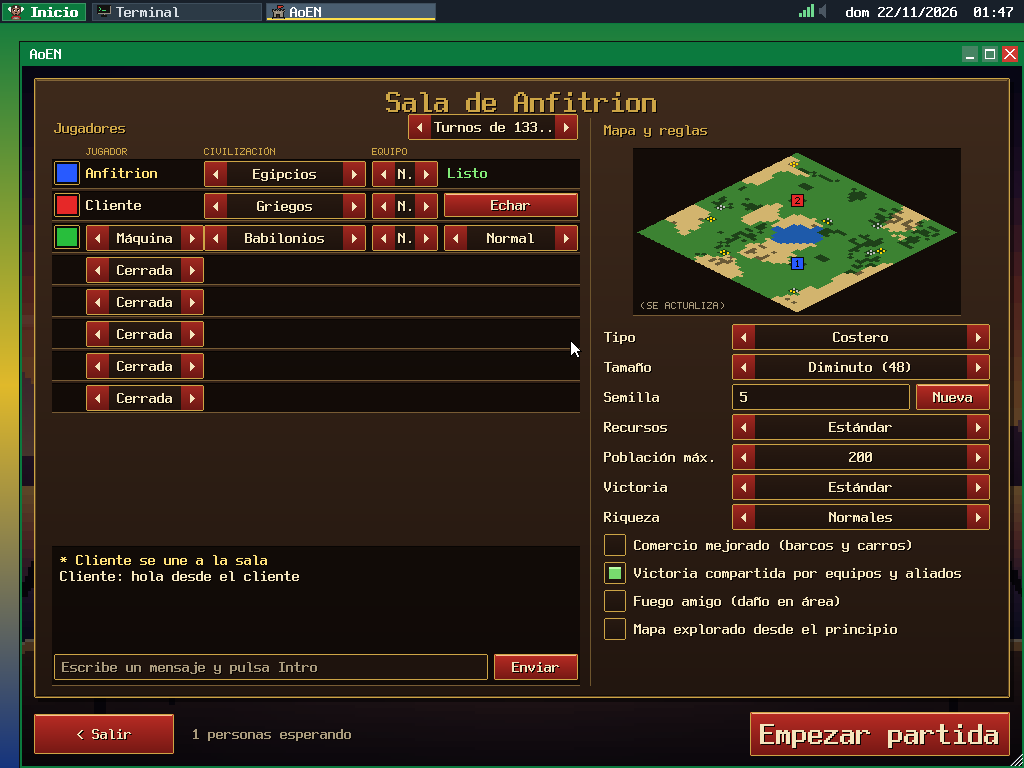 Inicio
Terminal
AoEN
dom 22/11/2026 01:47
AoEN
Sala de Anfitrion
Jugadores
Turnos de 133..
Mapa y reglas
JUGADOR CIVILIZACIÓN EQUIPO
Anfitrion Egipcios N. Listo
Cliente Griegos N. Echar
Máquina Babilonios N. Normal
Cerrada
Cerrada
Cerrada
Cerrada
Cerrada
2
1
(SE ACTUALIZA)
Tipo Costero
Tamaño Diminuto (48)
Semilla 5 Nueva
Recursos Estándar
Población máx. 200
Victoria Estándar
Riqueza Normales
Comercio mejorado (barcos y carros)
Victoria compartida por equipos y aliados
Fuego amigo (daño en área)
Mapa explorado desde el principio
* Cliente se une a la sala
Cliente: hola desde el cliente
Escribe un mensaje y pulsa Intro Enviar
< Salir
1 personas esperando
Empezar partida